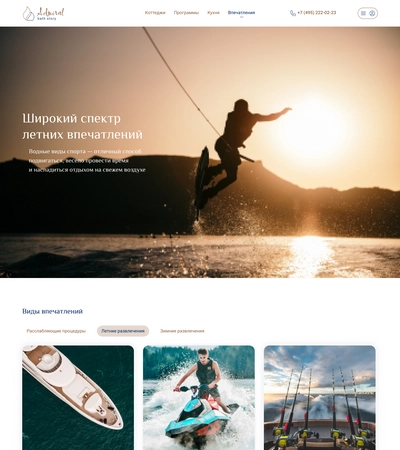 Admiral
bath story
Коттеджи Программы Кухня Впечатления
+7 (495) 222-02-23
Широкий спектр
летних впечатлений
Водные виды спорта — отличный способ
подвигаться, весело провести время
и насладиться отдыхом на свежем воздухе
Виды впечатлений
Расслабляющие процедуры Летние развлечения Зимние развлечения